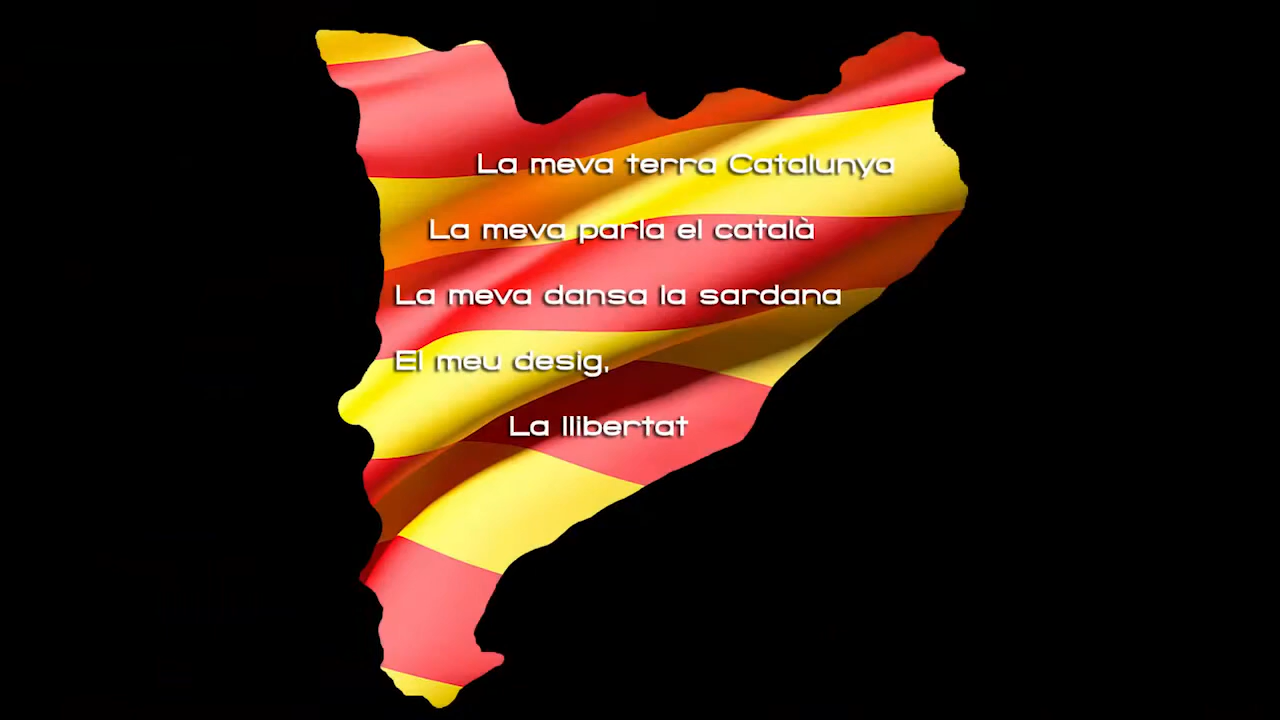 La meva terra Catalunya
La meva parla el català
La meva dansa la sardana
El meu desig,
La llibertat